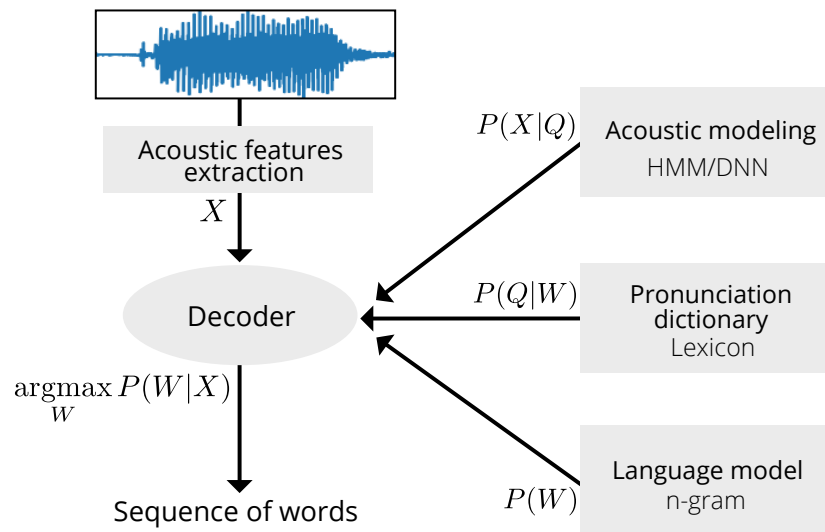 Acoustic features
extraction
X
Decoder
argmax P(W|X)
W
Sequence of words
P(X|Q)
Acoustic modeling
HMM/DNN
P(Q|W)
Pronunciation
dictionary
Lexicon
P(W)
Language model
n-gram